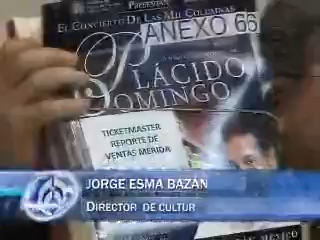 PRESENTAN
EL CONCIERTO DE LAS MIL COLUMNAS
ANEXO 66
PLÁCIDO
DOMINGO
TICKETMASTER
REPORTE DE
VENTAS MERIDA
JORGE ESMA BAZAN
DIRECTOR DE CULTUR
MÉXICO